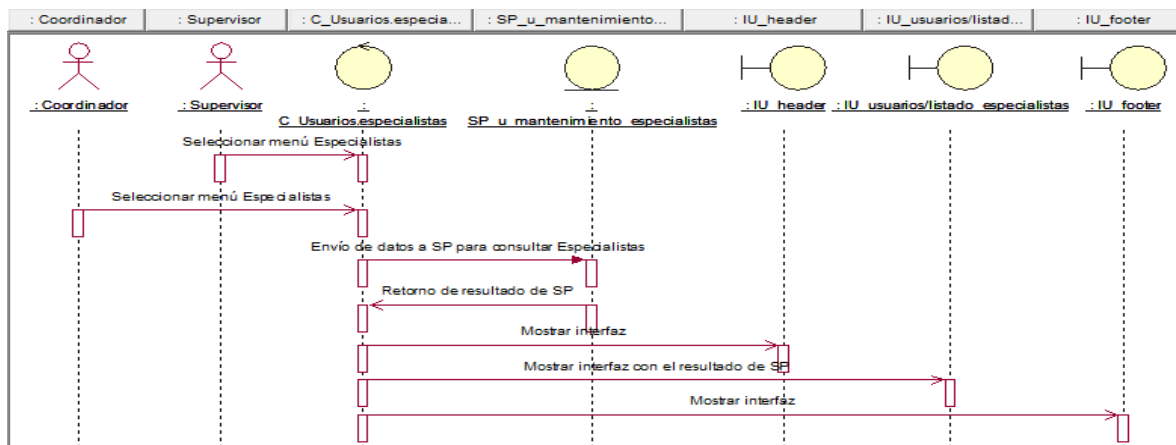 : Coordinador
: Supervisor
: C_Usuarios.especia...
: SP_u_mantenimiento...
: IU_header
: IU_usuarios/listad...
: IU_footer
: Coordinador
: Supervisor
:
C_Usuarios.especialistas
:
SP_u_mantenimiento_especialistas
: IU_header
: IU_usuarios/listado_especialistas
: IU_footer
Seleccionar menú Especialistas
Seleccionar menú Especialistas
Envío de datos a SP para consultar Especialistas
Retorno de resultado de SP
Mostrar interfaz
Mostrar interfaz con el resultado de SP
Mostrar interfaz